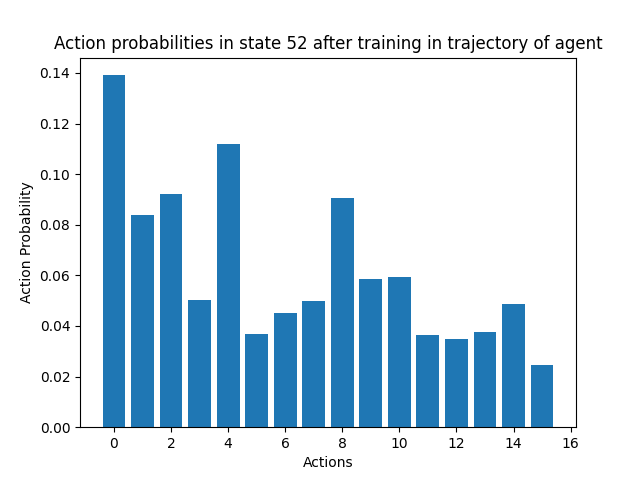 Action probabilities in state 52 after training in trajectory of agent
0.14
0.12
0.10
0.08
0.06
0.04
0.02
0.00
Action Probability
0 2 4 6 8 10 12 14 16
Actions